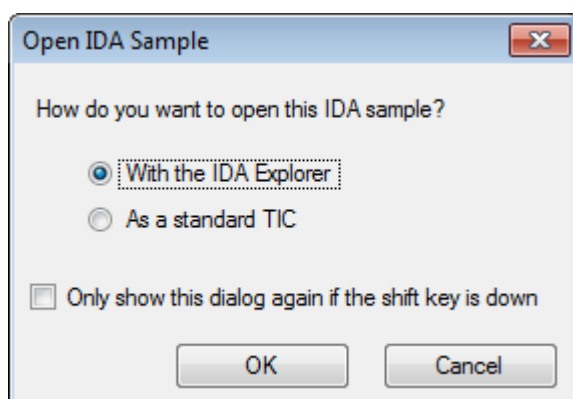 Open IDA Sample
How do you want to open this IDA sample?
With the IDA Explorer
As a standard TIC
Only show this dialog again if the shift key is down
OK Cancel